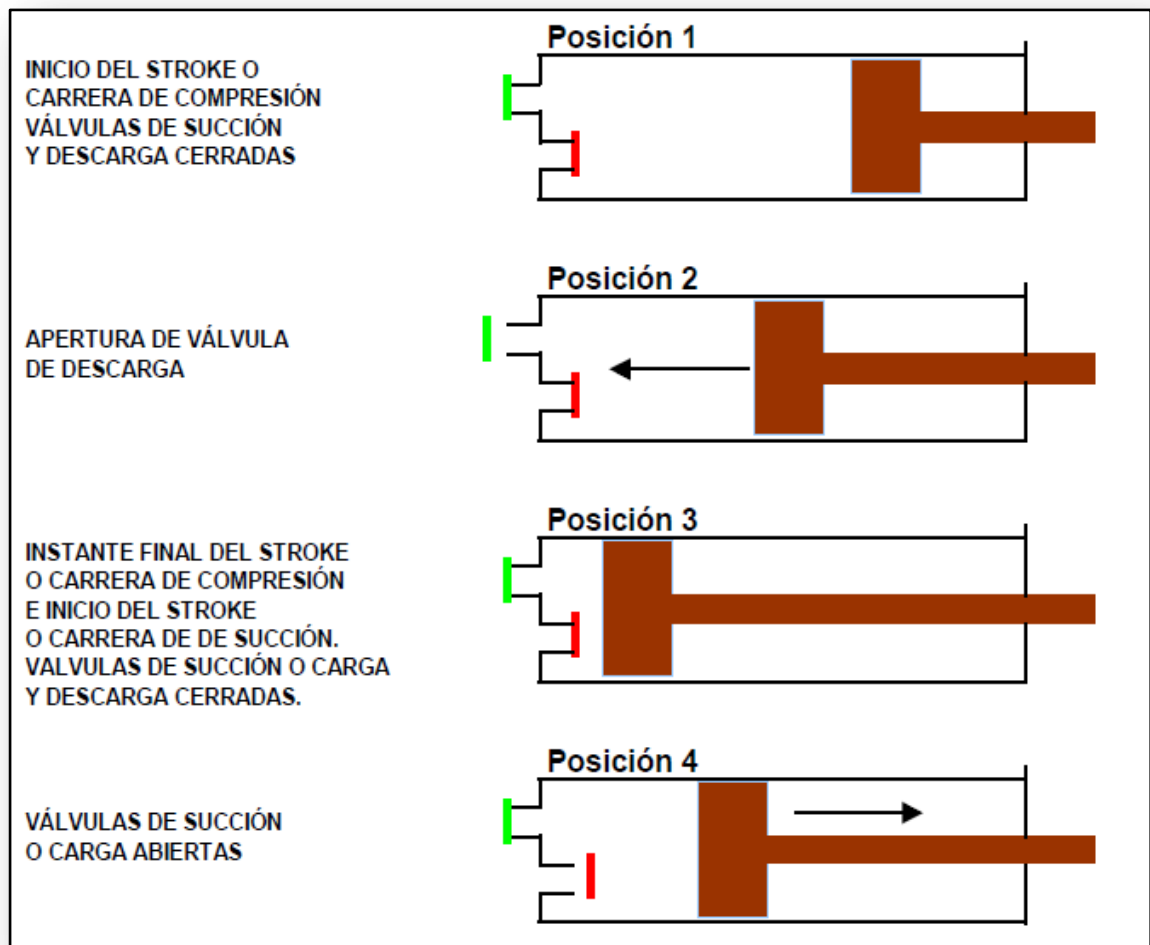 Posición 1
INICIO DEL STROKE O
CARRERA DE COMPRESIÓN
VÁLVULAS DE SUCCIÓN
Y DESCARGA CERRADAS
Posición 2
APERTURA DE VÁLVULA
DE DESCARGA
Posición 3
INSTANTE FINAL DEL STROKE
O CARRERA DE COMPRESIÓN
E INICIO DEL STROKE
O CARRERA DE DE SUCCIÓN.
VALVULAS DE SUCCIÓN O CARGA
Y DESCARGA CERRADAS.
Posición 4
VÁLVULAS DE SUCCIÓN
O CARGA ABIERTAS